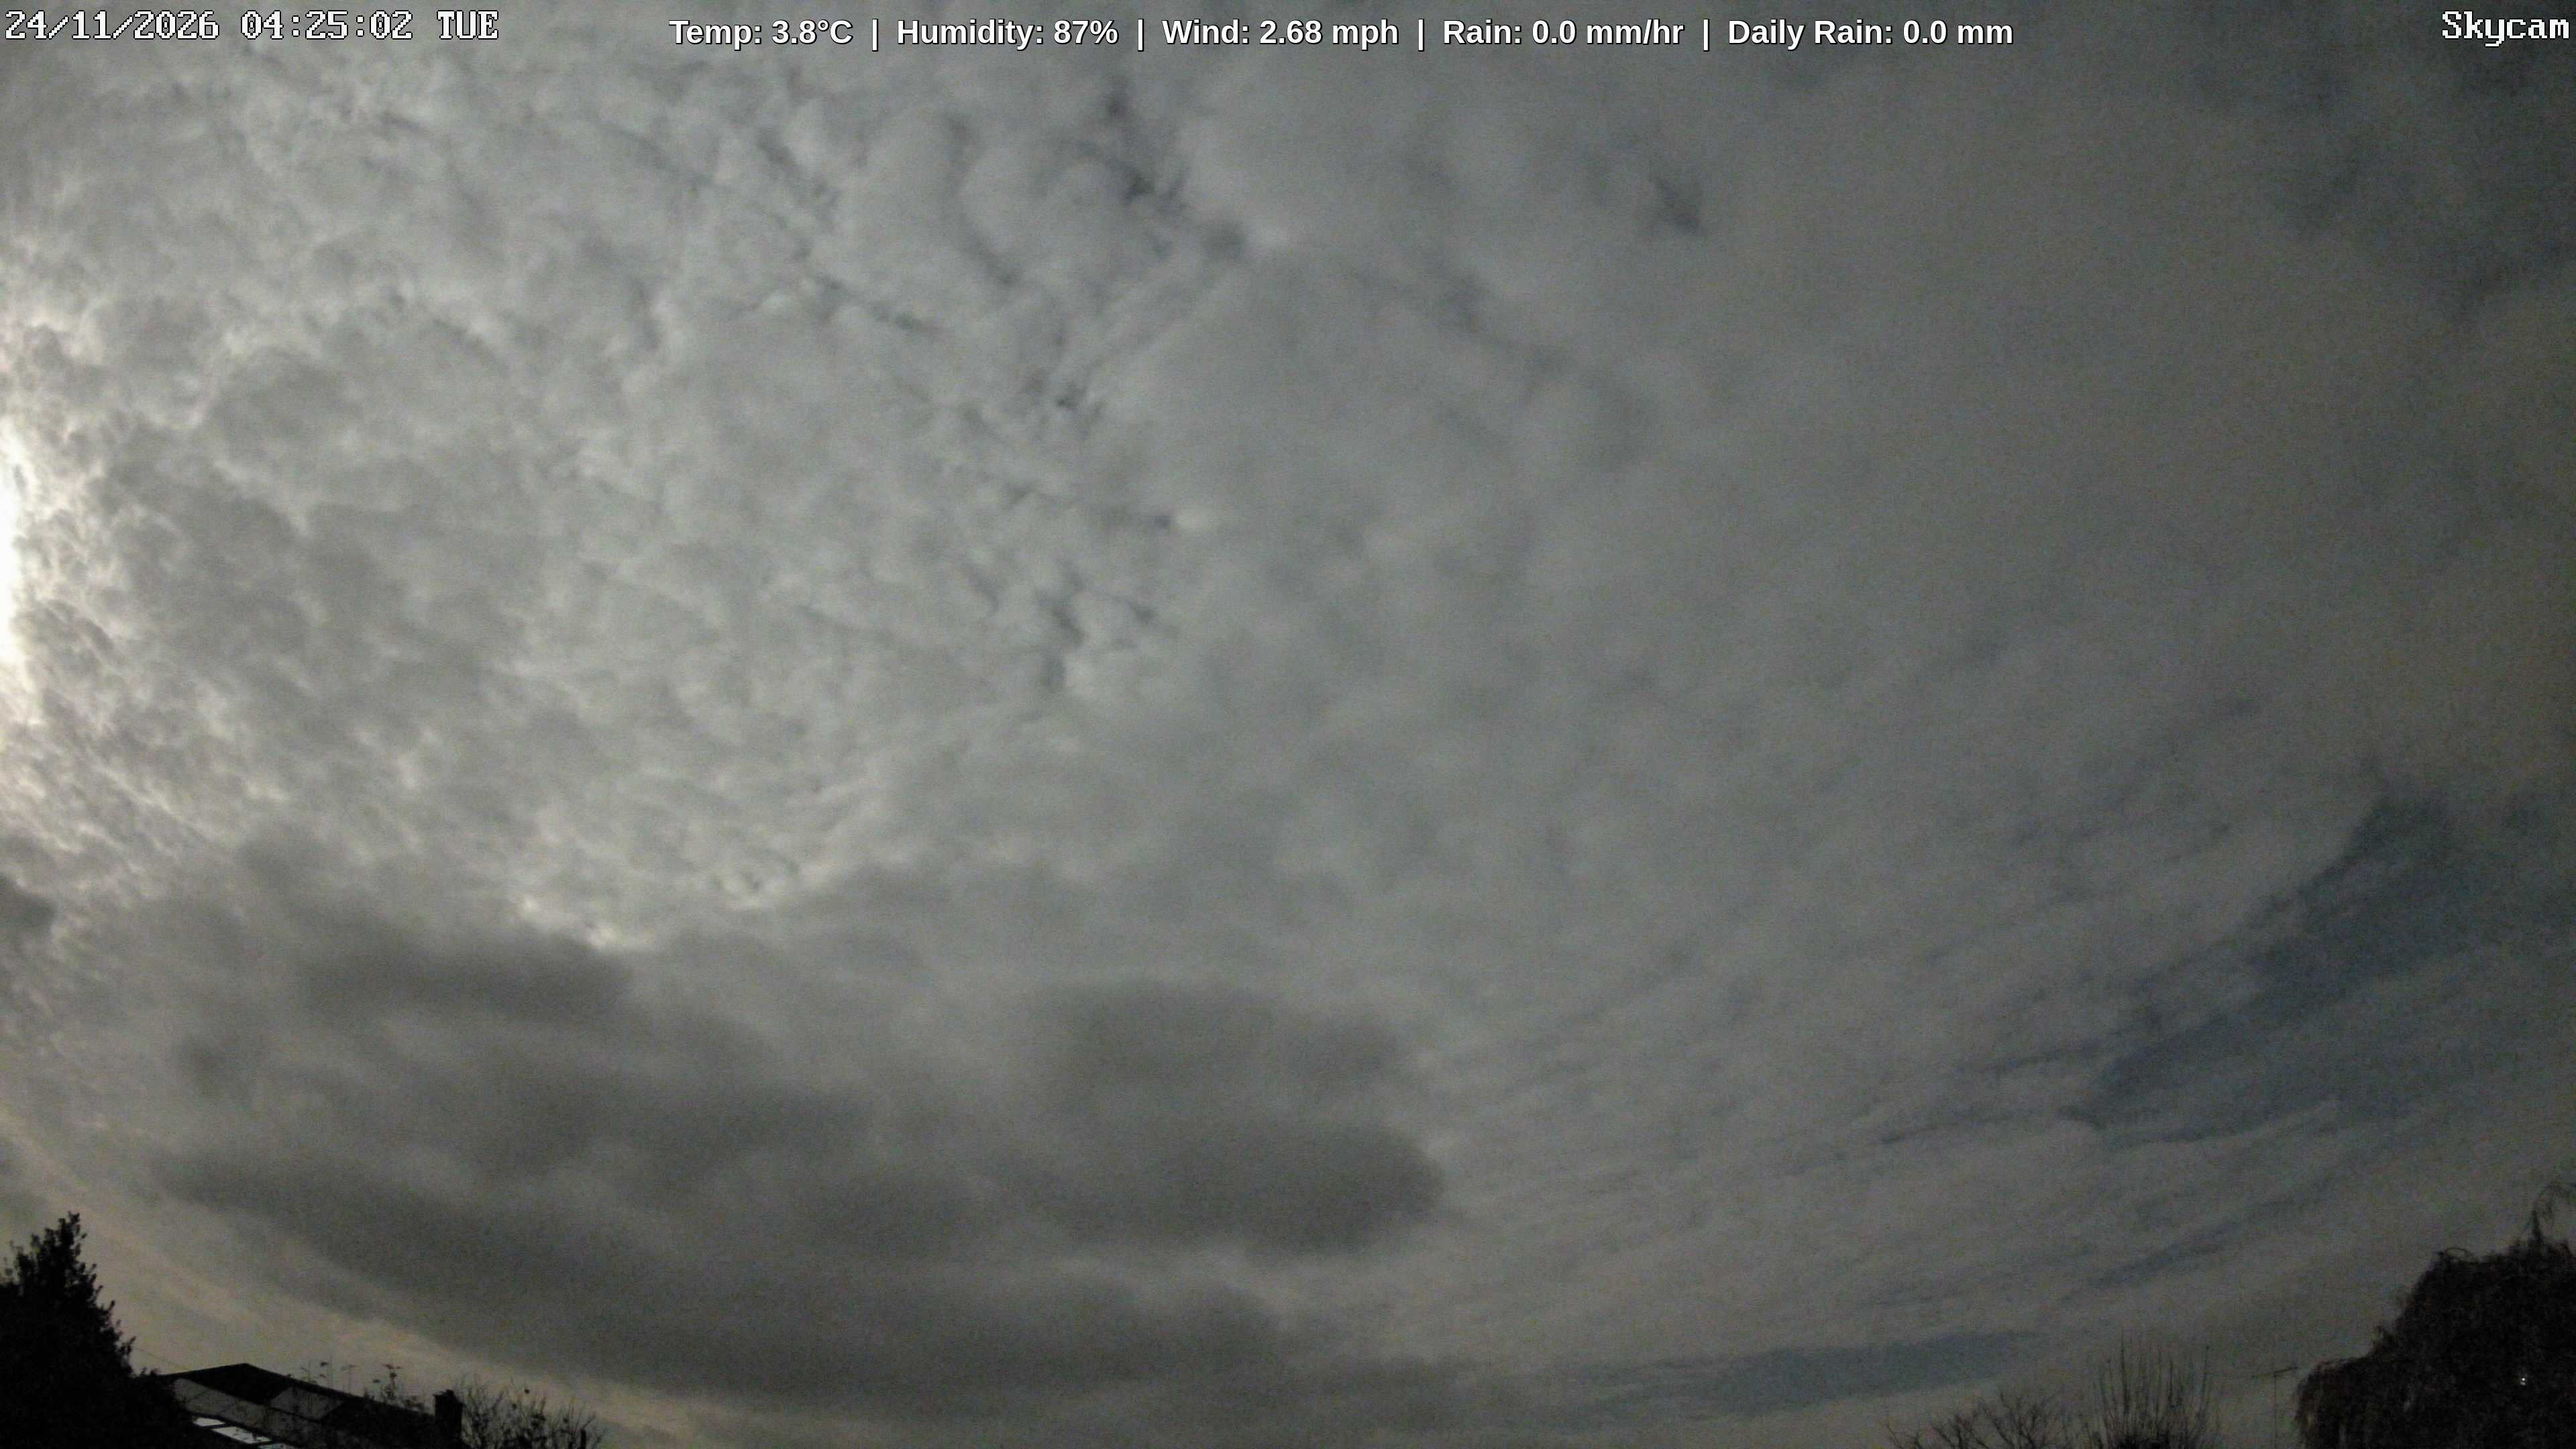 24/11/2026 04:25:02 TUE
Temp: 3.8°C | Humidity: 87% | Wind: 2.68 mph | Rain: 0.0 mm/hr | Daily Rain: 0.0 mm
Skycam